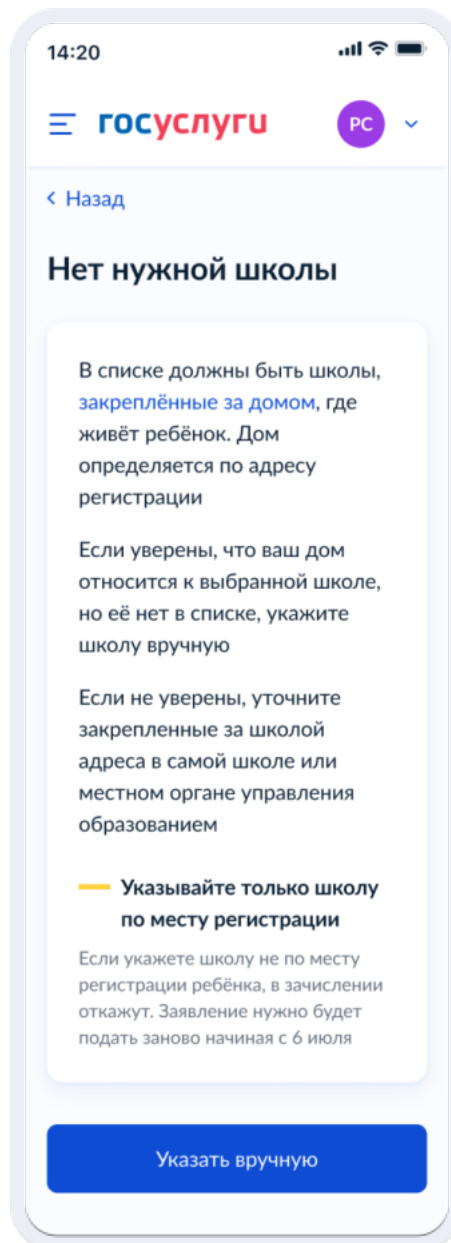 14:20
госуслуги
РС
Назад
Нет нужной школы
В списке должны быть школы,
закреплённые за домом, где
живёт ребёнок. Дом
определяется по адресу
регистрации
Если уверены, что ваш дом
относится к выбранной школе,
но её нет в списке, укажите
школу вручную
Если не уверены, уточните
закрепленные за школой
адреса в самой школе или
местном органе управления
образованием
Указывайте только школу
по месту регистрации
Если укажете школу не по месту
регистрации ребёнка, в зачислении
откажут. Заявление нужно будет
подать заново начиная с 6 июля
Указать вручную